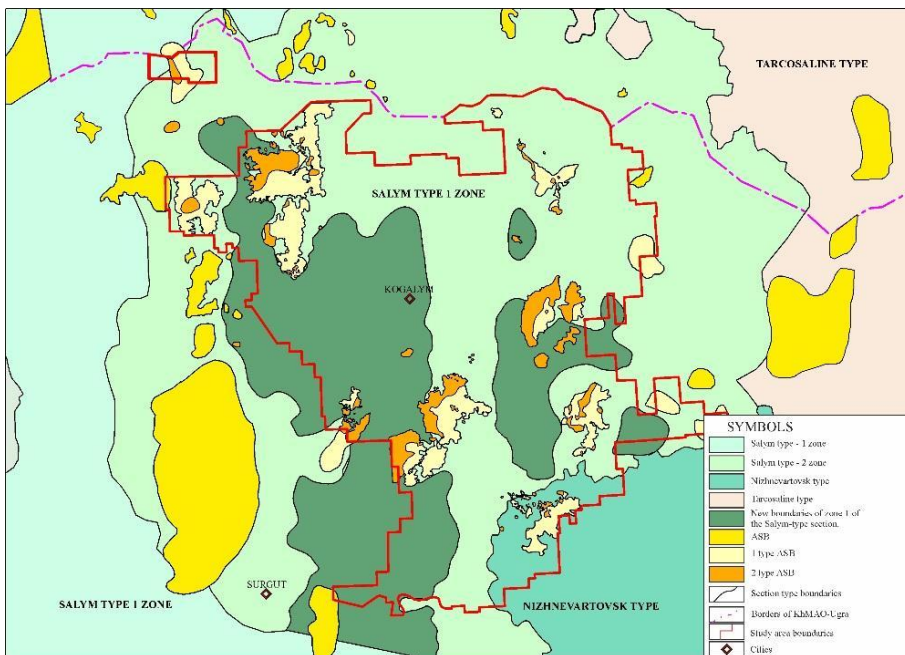 TARCOSALINE TYPE
SALYM TYPE 1 ZONE
KOGALYM
SURGUT
SALYM TYPE 1 ZONE
NIZHNEVARTOVSK TYPE
SYMBOLS
Salym type - 1 zone
Salym type - 2 zone
Nizhnevartovsk type
Tarcosaline type
New boundaries of zone 1 of
the Salym-type section.
ASB
1 type ASB
2 type ASB
Section type boundaries
Borders of KhMAO-Ugra
Study area boundaries
Cities